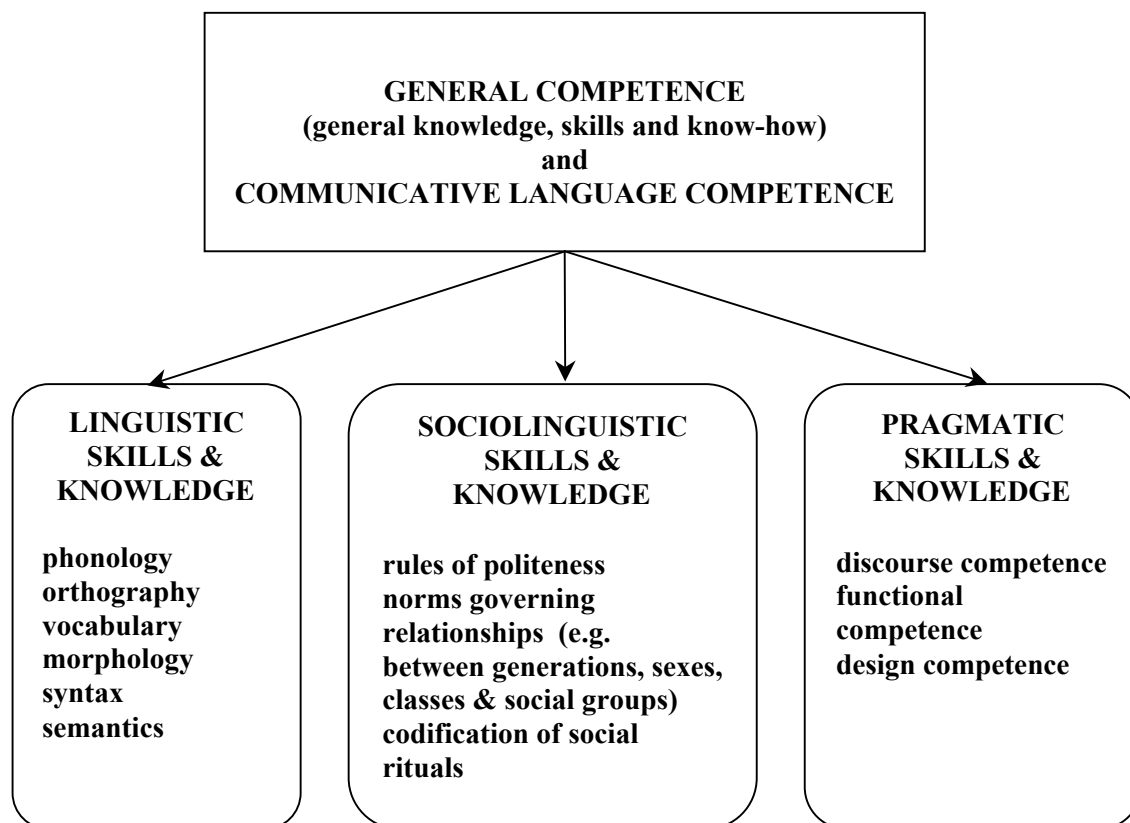 GENERAL COMPETENCE
(general knowledge, skills and know-how)
and
COMMUNICATIVE LANGUAGE COMPETENCE
LINGUISTIC
SKILLS &
KNOWLEDGE
phonology
orthography
vocabulary
morphology
syntax
semantics
SOCIOLINGUISTIC
SKILLS &
KNOWLEDGE
rules of politeness
norms governing
relationships (e.g.
between generations, sexes,
classes & social groups)
codification of social
rituals
PRAGMATIC
SKILLS &
KNOWLEDGE
discourse competence
functional
competence
design competence